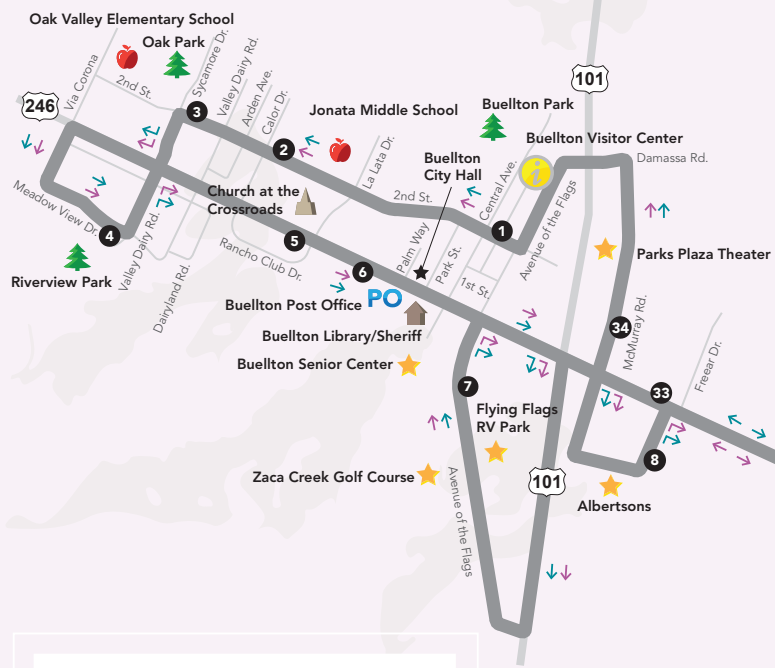 Oak Valley Elementary School
Oak Park
Via Corona
2nd St.
Sycamore Dr.
Valley Dairy Rd.
Arden Ave.
Calor Dr.
246
3
2
Jonata Middle School
La Lata Dr.
101
Buellton Park
Buellton Visitor Center
i
Damassa Rd.
Buellton
City Hall
Central Ave.
Avenue of the Flags
2nd St.
1
Church at the
Crossroads
5
Meadow View Dr.
4
Valley Dairy Rd.
Dairyland Rd.
Riverview Park
Rancho Club Dr.
6
Palm Way
Park St.
1st St.
Parks Plaza Theater
Buellton Post Office
PO
Buellton Library/Sheriff
Buellton Senior Center
34
McMurray Rd.
Freear Dr.
33
7
Flying Flags
RV Park
8
Zaca Creek Golf Course
Avenue of the Flags
101
Albertsons